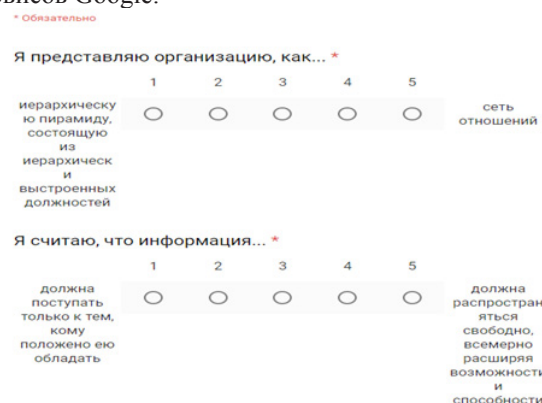 висов Google.
* Обязательно
Я представляю организацию, как... *
1 2 3 4 5
иерархическу
ю пирамиду,
состоящую
из
иерархическ
и
выстроенных
должностей
сеть
отношений
Я считаю, что информация... *
1 2 3 4 5
должна
поступать
только к тем,
кому
положено ею
обладать
должна
распростран
яться
свободно,
всемерно
расширяя
возможности
и
способности